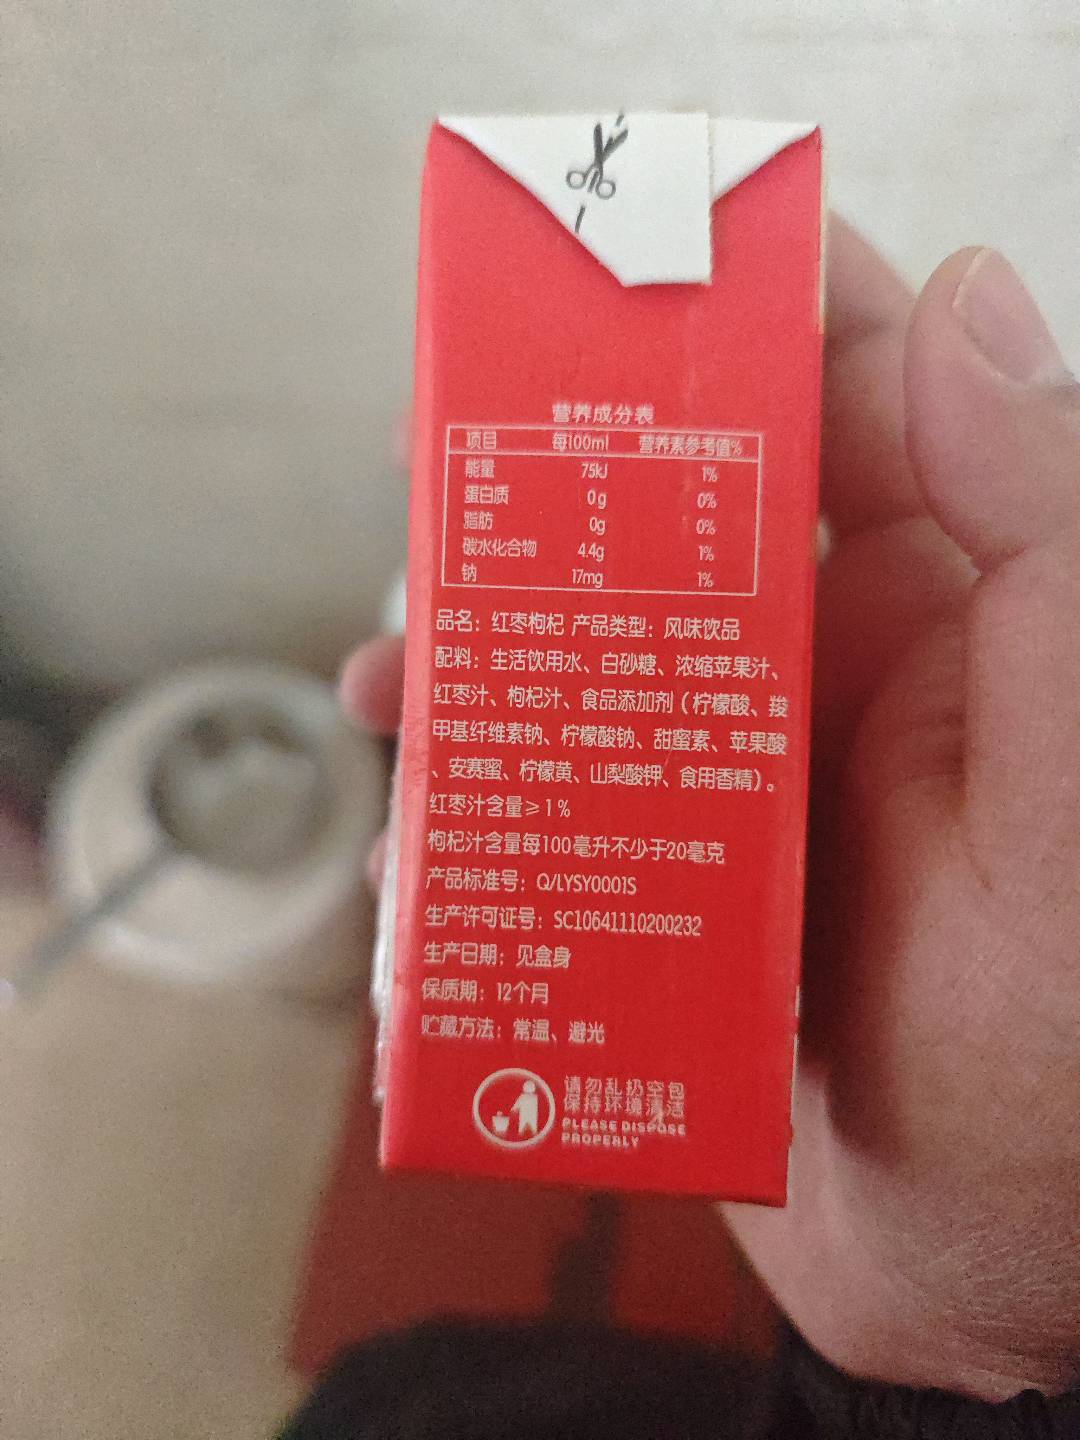 营养成分表
项目 每100ml 营养素参考值%
能量 75kJ 1%
蛋白质 0g 0%
脂肪 0g 0%
碳水化合物 4.4g 1%
钠 17mg 1%
品名：红枣枸杞 产品类型：风味饮品
配料：生活饮用水、白砂糖、浓缩苹果汁、
红枣汁、枸杞汁、食品添加剂（柠檬酸、羧
甲基纤维素钠、柠檬酸钠、甜蜜素、苹果酸
、安赛蜜、柠檬黄、山梨酸钾、食用香精）。
红枣汁含量≥1%
枸杞汁含量每100毫升不少于20毫克
产品标准号：Q/LYSY0001S
生产许可证号：SC10641110200232
生产日期：见盒身
保质期：12个月
贮藏方法：常温、避光
请勿乱扔空包
保持环境清洁
PLEASE DISPOSE
PROPERLY